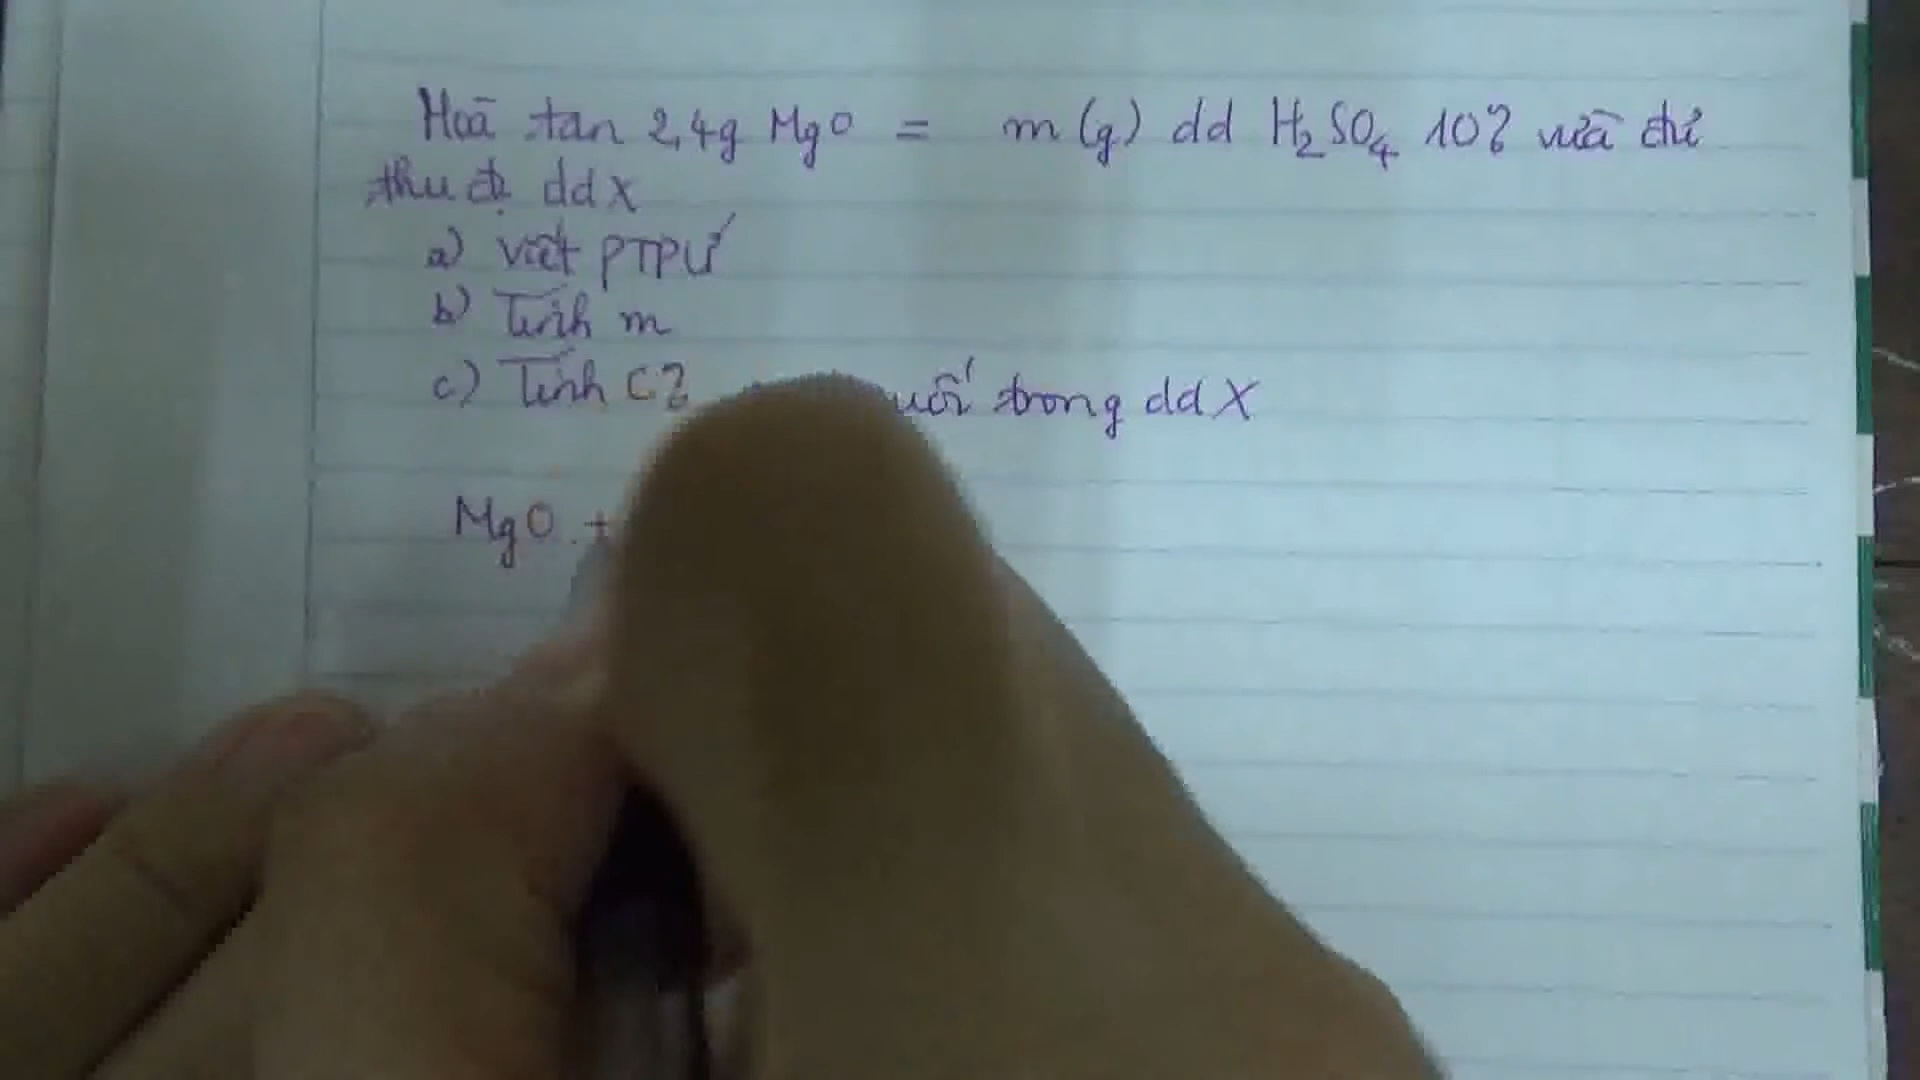 Hoà tan 2,4g MgO = m (g) dd H₂SO₄ 10% vừa đủ
thu đc dd X
a) Viết PTPƯ
b) Tính m
c) Tính C% trong dd X
MgO +